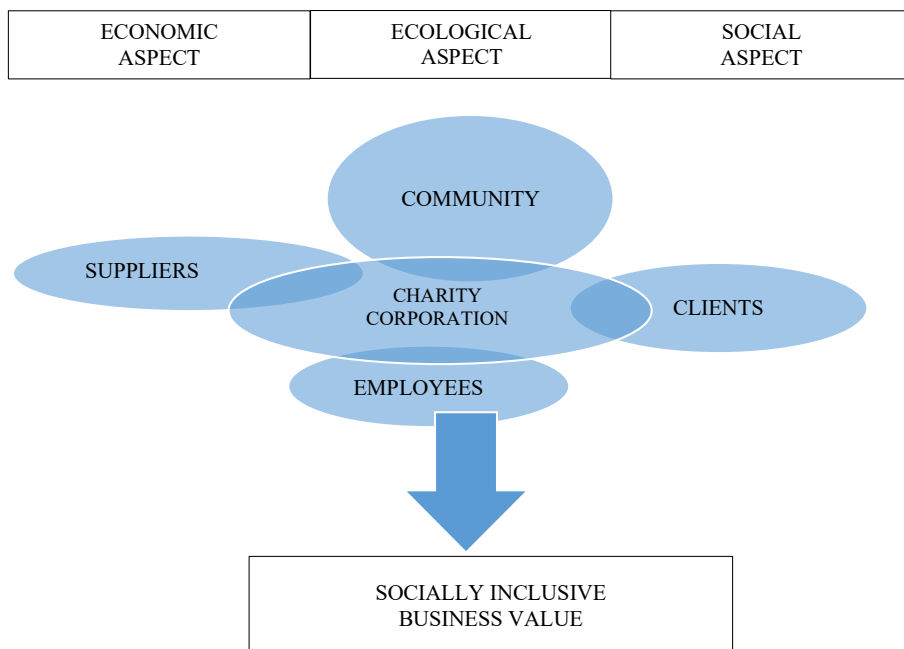 ECONOMIC
ASPECT
ECOLOGICAL
ASPECT
SOCIAL
ASPECT
COMMUNITY
SUPPLIERS
CHARITY
CORPORATION
CLIENTS
EMPLOYEES
SOCIALLY INCLUSIVE
BUSINESS VALUE